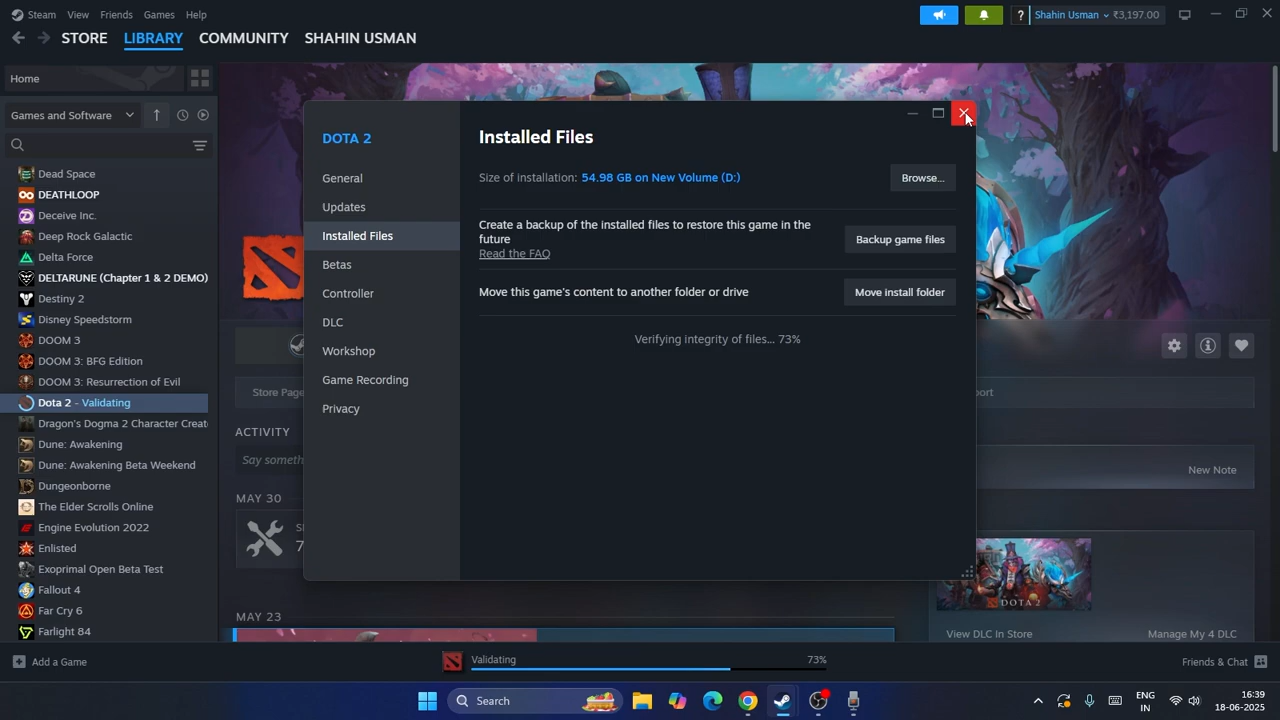 Steam View Friends Games Help
? Shahin Usman ₹3,197.00
STORE LIBRARY COMMUNITY SHAHIN USMAN
Home
Games and Software
Dead Space
DEATHLOOP
Deceive Inc.
Deep Rock Galactic
Delta Force
DELTARUNE (Chapter 1 & 2 DEMO)
Destiny 2
Disney Speedstorm
DOOM 3
DOOM 3: BFG Edition
DOOM 3: Resurrection of Evil
Dota 2 - Validating
Dragon's Dogma 2 Character Creat
Dune: Awakening
Dune: Awakening Beta Weekend
Dungeonborne
The Elder Scrolls Online
Engine Evolution 2022
Enlisted
Exoprimal Open Beta Test
Fallout 4
Far Cry 6
Farlight 84
DOTA 2
General
Updates
Installed Files
Betas
Controller
DLC
Workshop
Game Recording
Privacy
Installed Files
Size of installation: 54.98 GB on New Volume (D:)
Browse...
Create a backup of the installed files to restore this game in the
future
Read the FAQ
Backup game files
Move this game's content to another folder or drive
Move install folder
Verifying integrity of files... 73%
Store Page
ort
ACTIVITY
Say someth
MAY 30
7
MAY 23
New Note
DOTA 2
View DLC In Store Manage My 4 DLC
Add a Game
Validating 73%
Friends & Chat
Search
ENG
IN
16:39
18-06-2025